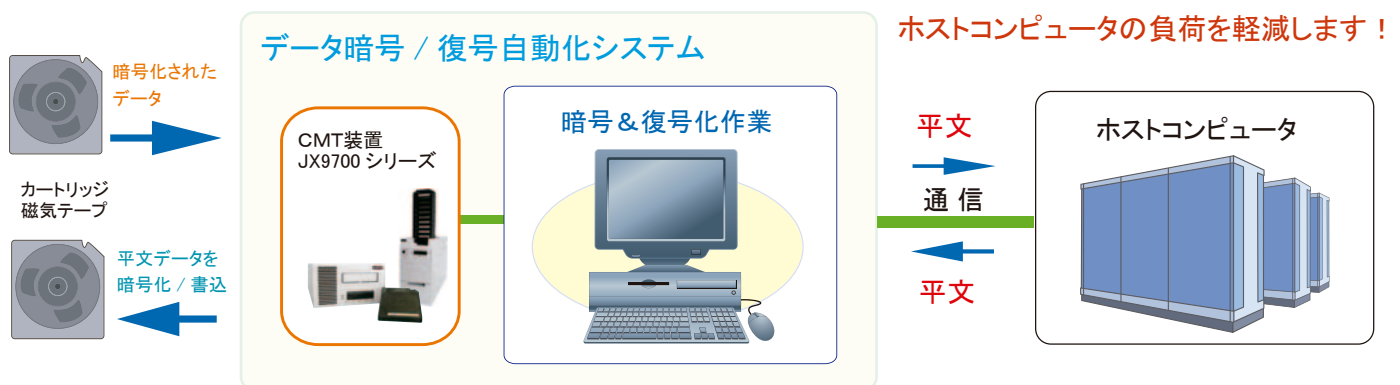 ホストコンピュータの負荷を軽減します！
データ暗号 / 復号自動化システム
暗号化された
データ
カートリッジ
磁気テープ
平文データを
暗号化 / 書込
CMT装置
JX9700 シリーズ
暗号＆復号化作業
平文
通 信
平文
ホストコンピュータ